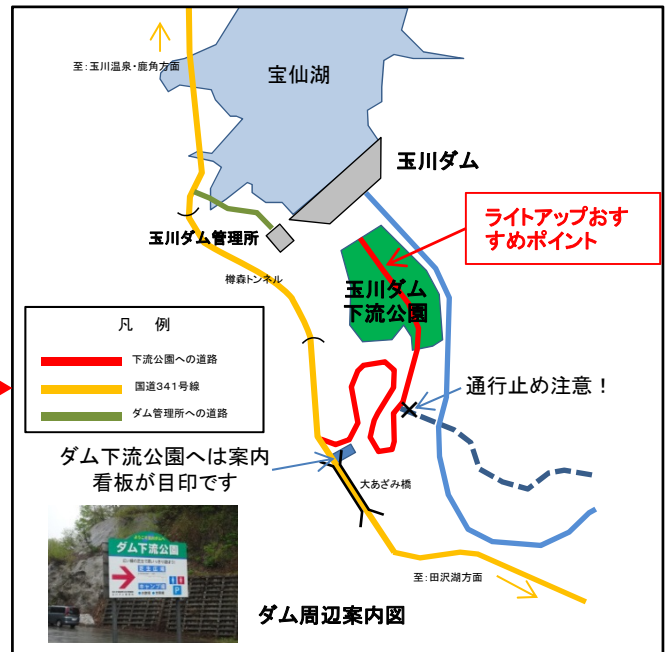 至:玉川温泉・鹿角方面
宝仙湖
玉川ダム
ライトアップおす
すめポイント
玉川ダム管理所
樽森トンネル
玉川ダム
下流公園
凡 例
下流公園への道路
国道341号線
ダム管理所への道路
通行止め注意！
ダム下流公園へは案内
看板が目印です
大あざみ橋
ダム下流公園
P
至:田沢湖方面
ダム周辺案内図